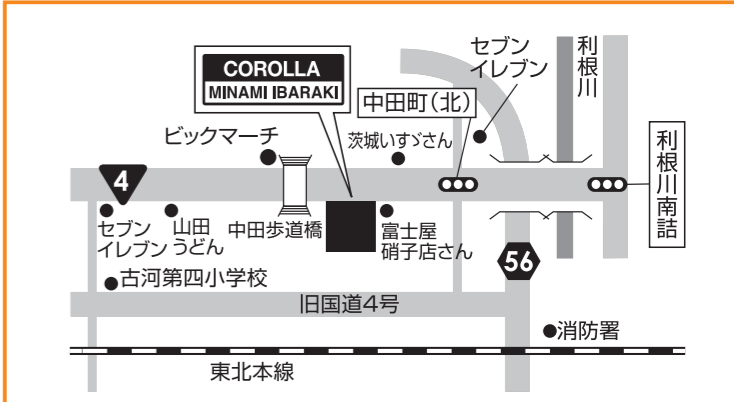 COROLLA
MINAMI IBARAKI
セブン
イレブン
利根川
中田町(北)
ビックマーチ
茨城いすゞさん
利根川南詰
4
セブン
イレブン
山田
うどん
中田歩道橋
富士屋
硝子店さん
56
古河第四小学校
旧国道4号
消防署
東北本線